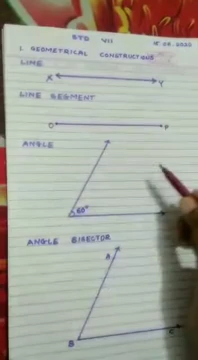 STD VII
1. GEOMETRICAL CONSTRUCTIONS
LINE
X Y
LINE SEGMENT
O P
ANGLE
60°
ANGLE BISECTOR
A
B C